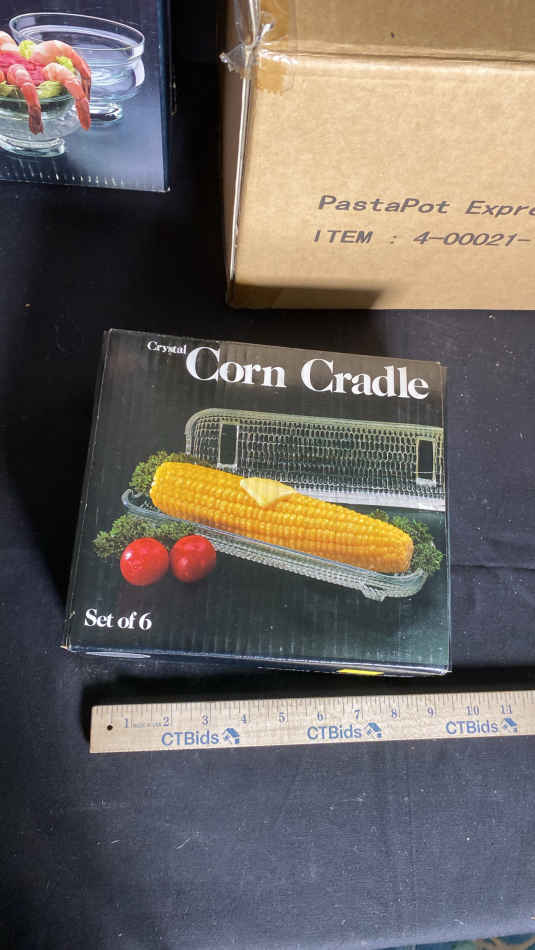 PastaPot Expre
ITEM : 4-00021-
Crystal
Corn Cradle
Set of 6
1 2 3 4 5 6 7 8 9 10 11
CTBids CTBids CTBids